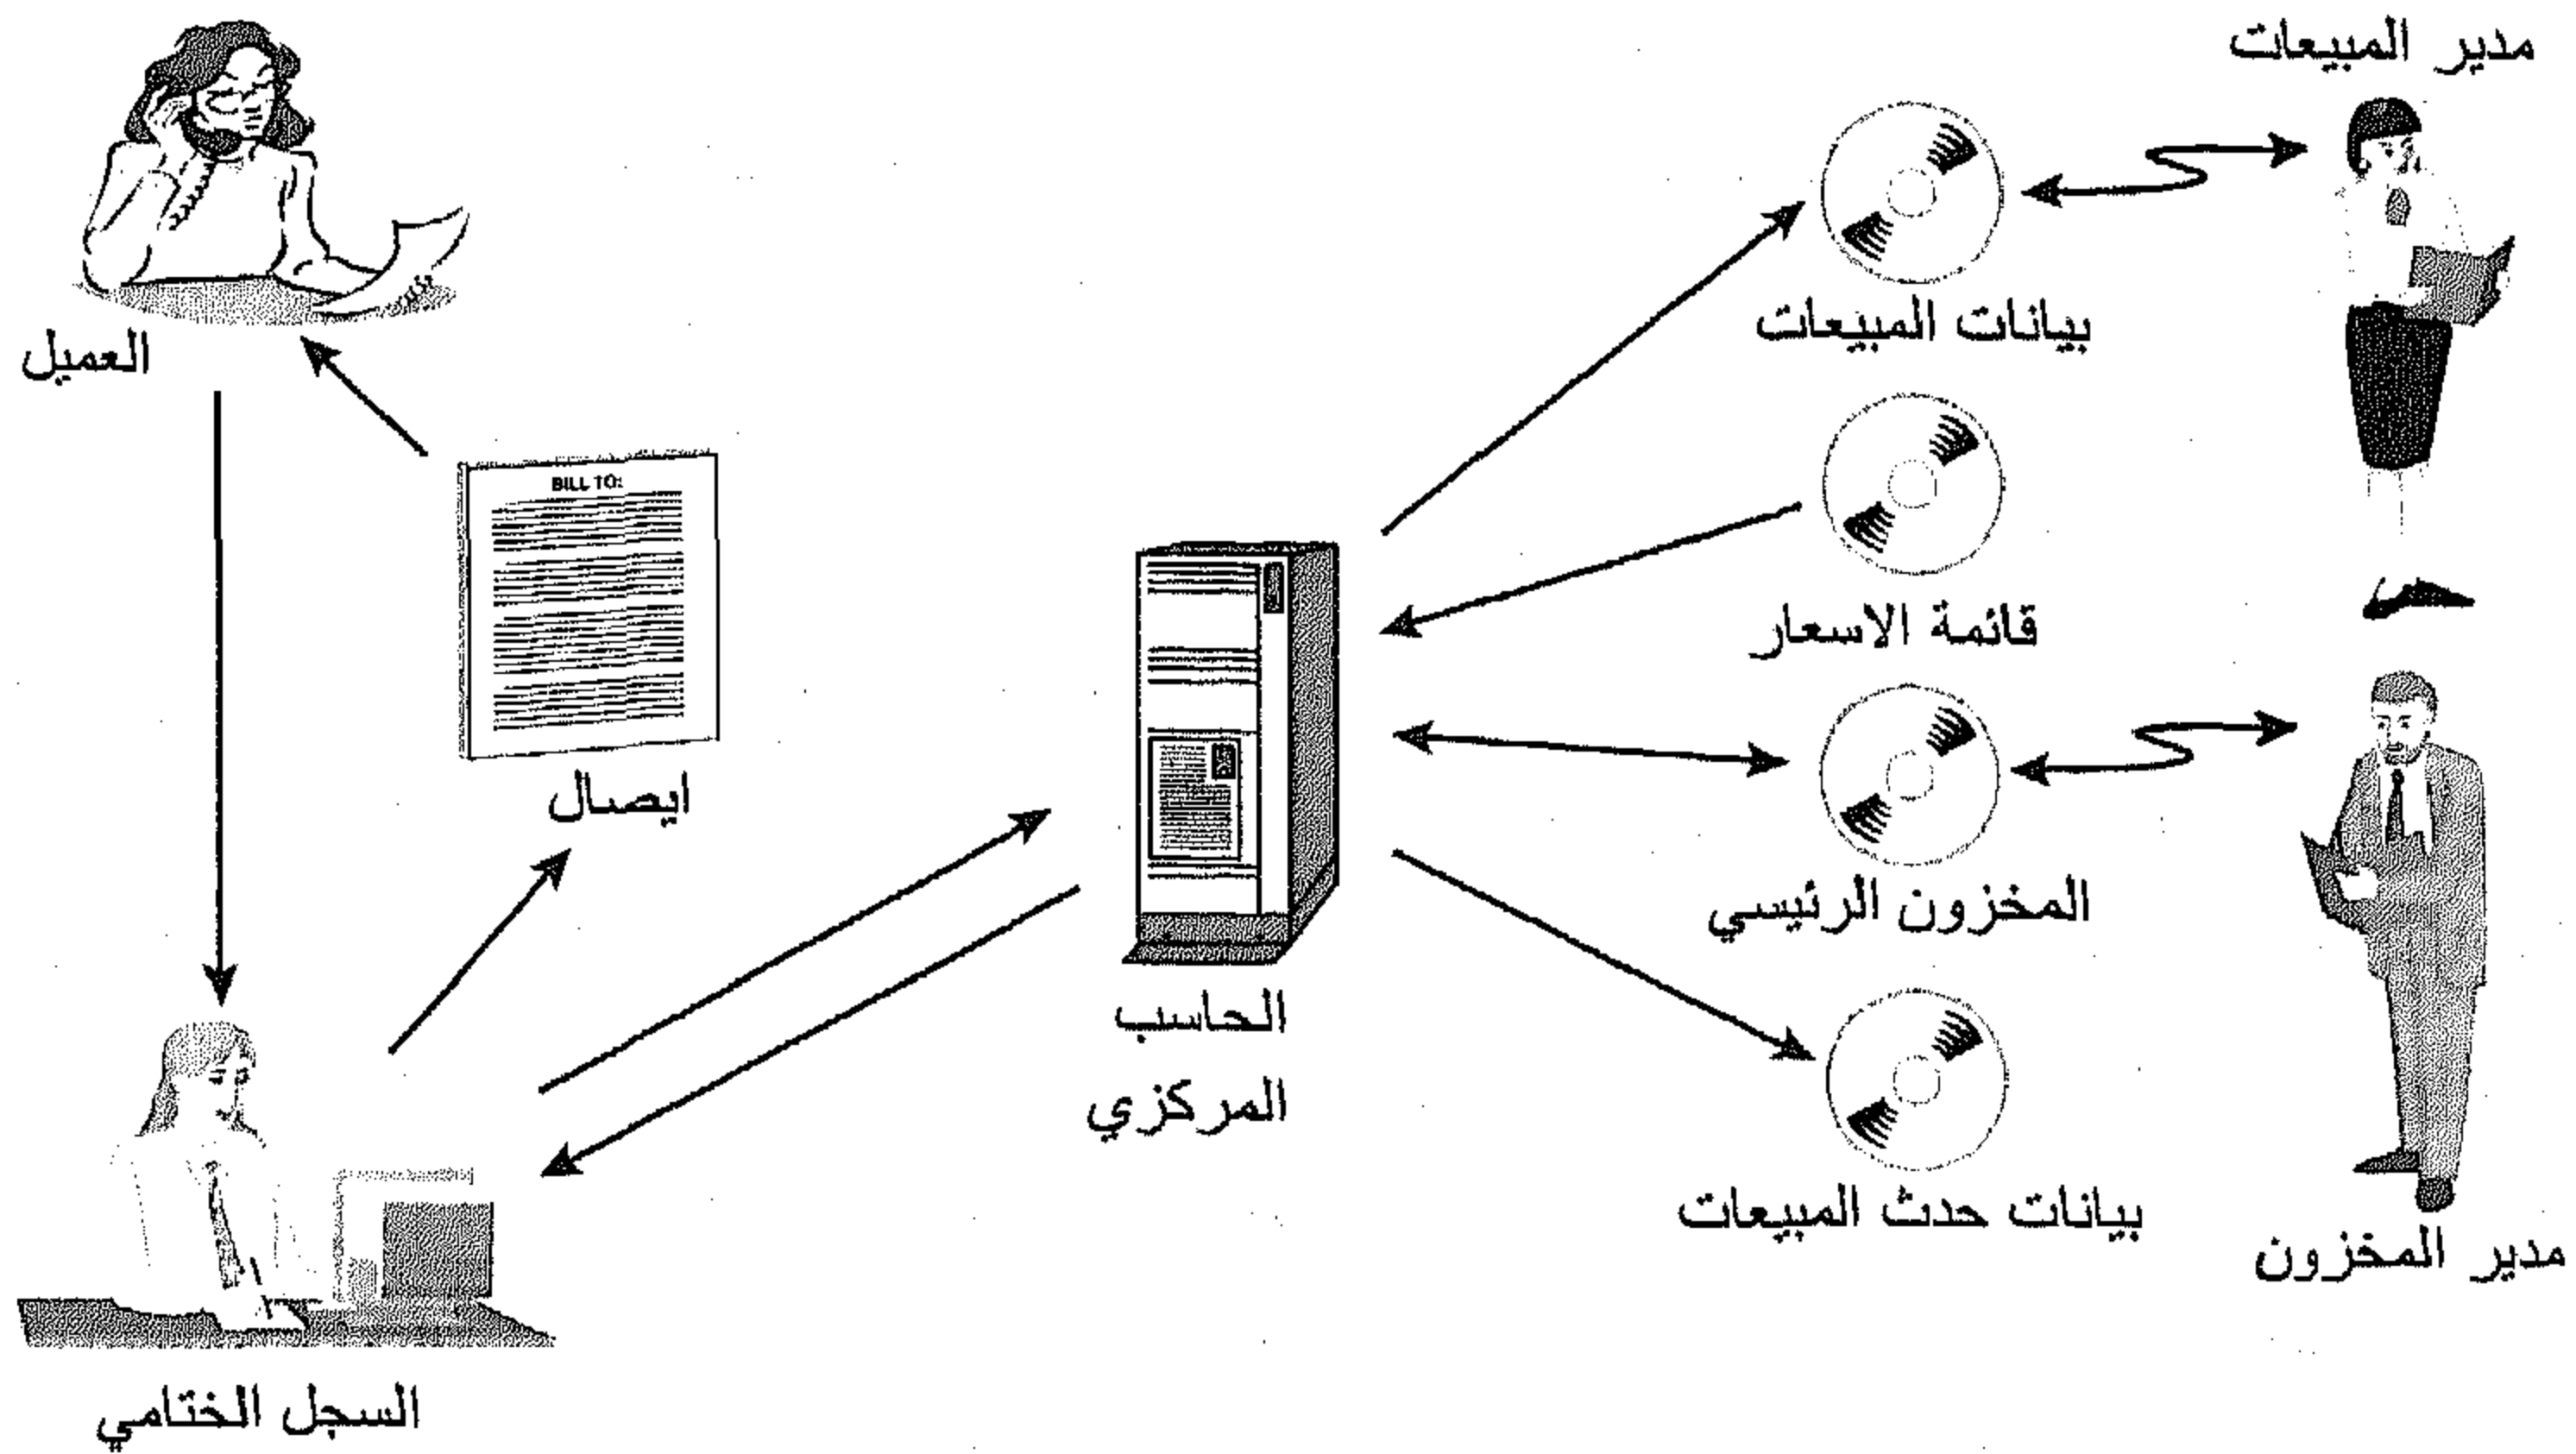 مدير المبيعات
بيانات المبيعات
العميل
BILL TO:
قائمة الاسعار
ايصال
المخزون الرئيسي
الحاسب
المركزي
بيانات حدث المبيعات
مدير المخزون
السجل الختامي